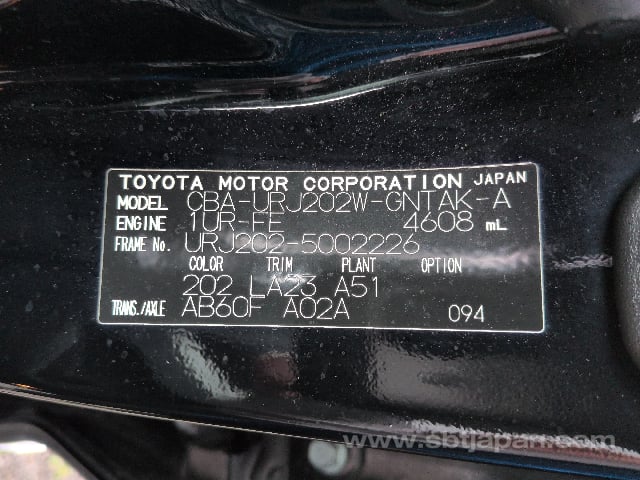 TOYOTA MOTOR CORPORATION JAPAN
MODEL CBA-URJ202W-GNTAK-A
ENGINE 1UR-FE 4608 mL
FRAME No. URJ202-5002226
COLOR TRIM PLANT OPTION
202 LA23 A51
TRANS./AXLE AB60F A02A 094
www.sbtjapan.com